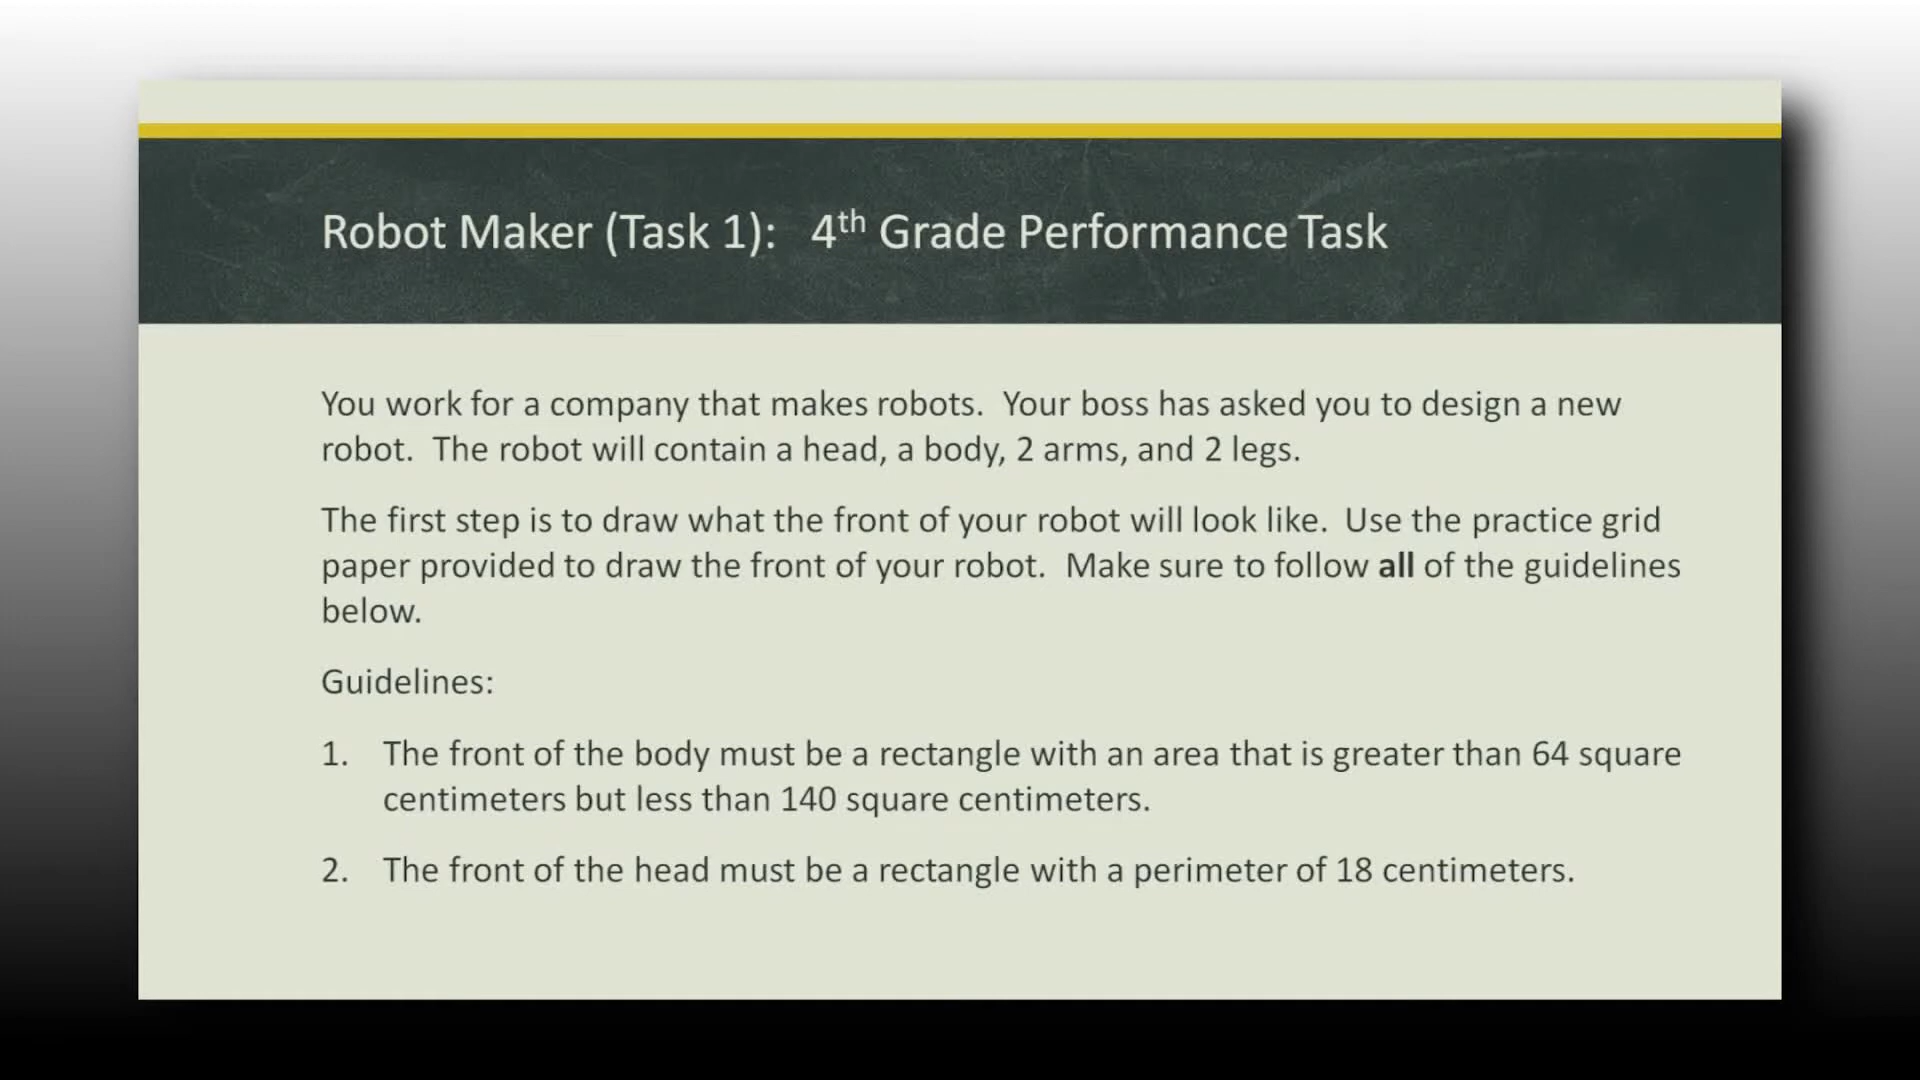 Robot Maker (Task 1): 4th Grade Performance Task
You work for a company that makes robots. Your boss has asked you to design a new
robot. The robot will contain a head, a body, 2 arms, and 2 legs.
The first step is to draw what the front of your robot will look like. Use the practice grid
paper provided to draw the front of your robot. Make sure to follow all of the guidelines
below.
Guidelines:
1. The front of the body must be a rectangle with an area that is greater than 64 square
centimeters but less than 140 square centimeters.
2. The front of the head must be a rectangle with a perimeter of 18 centimeters.